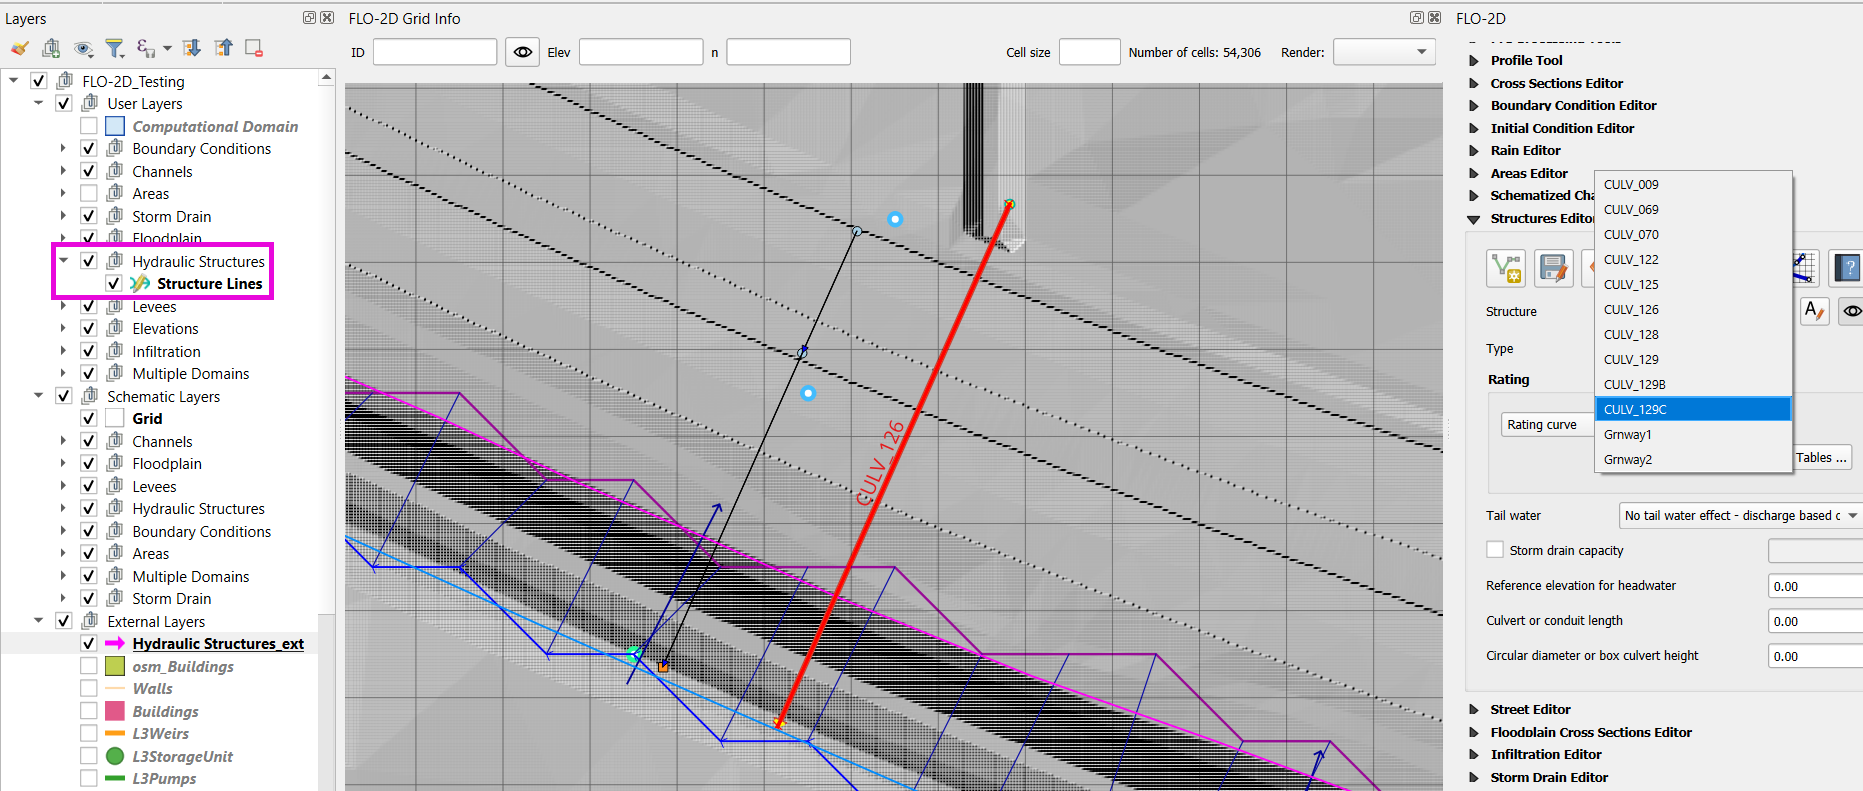 Layers
FLO-2D_Testing
User Layers
Computational Domain
Boundary Conditions
Channels
Areas
Storm Drain
Floodplain
Hydraulic Structures
Structure Lines
Levees
Elevations
Infiltration
Multiple Domains
Schematic Layers
Grid
Channels
Floodplain
Levees
Hydraulic Structures
Boundary Conditions
Areas
Multiple Domains
Storm Drain
External Layers
Hydraulic Structures_ext
osm_Buildings
Walls
Buildings
L3Weirs
L3StorageUnit
L3Pumps
FLO-2D Grid Info
ID
Elev
n
Cell size
Number of cells: 54,306
Render:
CULV_126
FLO-2D
Profile Tool
Cross Sections Editor
Boundary Condition Editor
Initial Condition Editor
Rain Editor
Areas Editor
Schematized Cha
Structures Editor
CULV_009
CULV_069
CULV_070
CULV_122
CULV_125
CULV_126
CULV_128
CULV_129
CULV_129B
CULV_129C
Grnway1
Grnway2
Structure
Type
Rating
Rating curve
Tables ...
Tail water
No tail water effect - discharge based c
Storm drain capacity
Reference elevation for headwater
0.00
Culvert or conduit length
0.00
Circular diameter or box culvert height
0.00
Street Editor
Floodplain Cross Sections Editor
Infiltration Editor
Storm Drain Editor